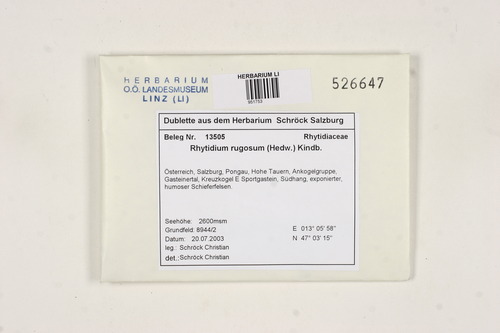 HERBARIUM
O.Ö. LANDESMUSEUM
LINZ (LI)
HERBARIUM LI
951753
526647
Dublette aus dem Herbarium Schröck Salzburg
Beleg Nr. 13505 Rhytidiaceae
Rhytidium rugosum (Hedw.) Kindb.
Österreich, Salzburg, Pongau, Hohe Tauern, Ankogelgruppe,
Gasteinertal, Kreuzkogel E Sportgastein, Südhang, exponierter,
humoser Schieferfelsen.
Seehöhe: 2600msm
Grundfeld: 8944/2 E 013° 05' 58"
Datum: 20.07.2003 N 47° 03' 15"
leg.: Schröck Christian
det.: Schröck Christian